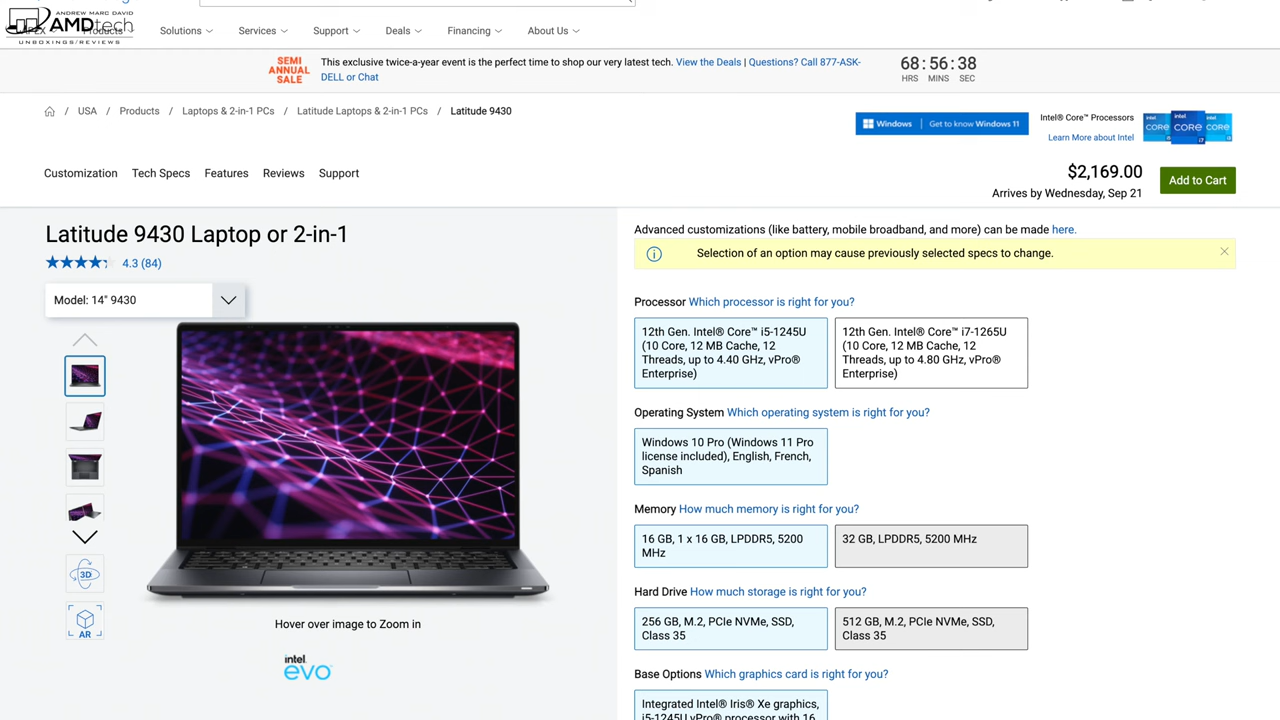 ANDREW MARC DAVID
AMDtech
UNBOXINGS/REVIEWS
Products
Solutions
Services
Support
Deals
Financing
About Us
SEMI
ANNUAL
SALE
This exclusive twice-a-year event is the perfect time to shop our very latest tech. View the Deals | Questions? Call 877-ASK-
DELL or Chat
68 : 56 : 38
HRS MINS SEC
/ USA / Products / Laptops & 2-in-1 PCs / Latitude Laptops & 2-in-1 PCs / Latitude 9430
Windows | Get to know Windows 11
Intel® Core™ Processors
Learn More about Intel
intel CORE i5
intel CORE i7
intel CORE
Customization
Tech Specs
Features
Reviews
Support
$2,169.00
Arrives by Wednesday, Sep 21
Add to Cart
Latitude 9430 Laptop or 2-in-1
4.3 (84)
Model: 14" 9430
3D
AR
Hover over image to Zoom in
intel
evo
Advanced customizations (like battery, mobile broadband, and more) can be made here.
Selection of an option may cause previously selected specs to change.
Processor Which processor is right for you?
12th Gen. Intel® Core™ i5-1245U
(10 Core, 12 MB Cache, 12
Threads, up to 4.40 GHz, vPro®
Enterprise)
12th Gen. Intel® Core™ i7-1265U
(10 Core, 12 MB Cache, 12
Threads, up to 4.80 GHz, vPro®
Enterprise)
Operating System Which operating system is right for you?
Windows 10 Pro (Windows 11 Pro
license included), English, French,
Spanish
Memory How much memory is right for you?
16 GB, 1 x 16 GB, LPDDR5, 5200
MHz
32 GB, LPDDR5, 5200 MHz
Hard Drive How much storage is right for you?
256 GB, M.2, PCIe NVMe, SSD,
Class 35
512 GB, M.2, PCIe NVMe, SSD,
Class 35
Base Options Which graphics card is right for you?
Integrated Intel® Iris® Xe graphics,
i5-1245U vPro® processor with 16